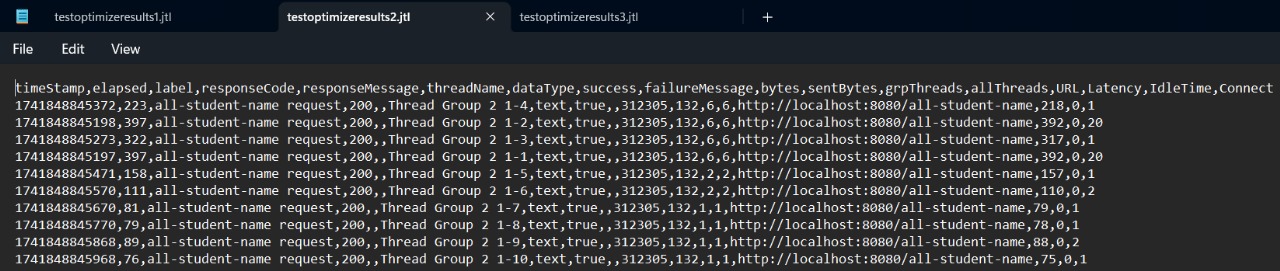 testoptimizeresults1.jtl testoptimizeresults2.jtl testoptimizeresults3.jtl
File Edit View
timeStamp,elapsed,label,responseCode,responseMessage,threadName,dataType,success,failureMessage,bytes,sentBytes,grpThreads,allThreads,URL,Latency,IdleTime,Connect
1741848845372,223,all-student-name request,200,,Thread Group 2 1-4,text,true,,312305,132,6,6,http://localhost:8080/all-student-name,218,0,1
1741848845198,397,all-student-name request,200,,Thread Group 2 1-2,text,true,,312305,132,6,6,http://localhost:8080/all-student-name,392,0,20
1741848845273,322,all-student-name request,200,,Thread Group 2 1-3,text,true,,312305,132,6,6,http://localhost:8080/all-student-name,317,0,1
1741848845197,397,all-student-name request,200,,Thread Group 2 1-1,text,true,,312305,132,6,6,http://localhost:8080/all-student-name,392,0,20
1741848845471,158,all-student-name request,200,,Thread Group 2 1-5,text,true,,312305,132,2,2,http://localhost:8080/all-student-name,157,0,1
1741848845570,111,all-student-name request,200,,Thread Group 2 1-6,text,true,,312305,132,2,2,http://localhost:8080/all-student-name,110,0,2
1741848845670,81,all-student-name request,200,,Thread Group 2 1-7,text,true,,312305,132,1,1,http://localhost:8080/all-student-name,79,0,1
1741848845770,79,all-student-name request,200,,Thread Group 2 1-8,text,true,,312305,132,1,1,http://localhost:8080/all-student-name,78,0,1
1741848845868,89,all-student-name request,200,,Thread Group 2 1-9,text,true,,312305,132,1,1,http://localhost:8080/all-student-name,88,0,2
1741848845968,76,all-student-name request,200,,Thread Group 2 1-10,text,true,,312305,132,1,1,http://localhost:8080/all-student-name,75,0,1